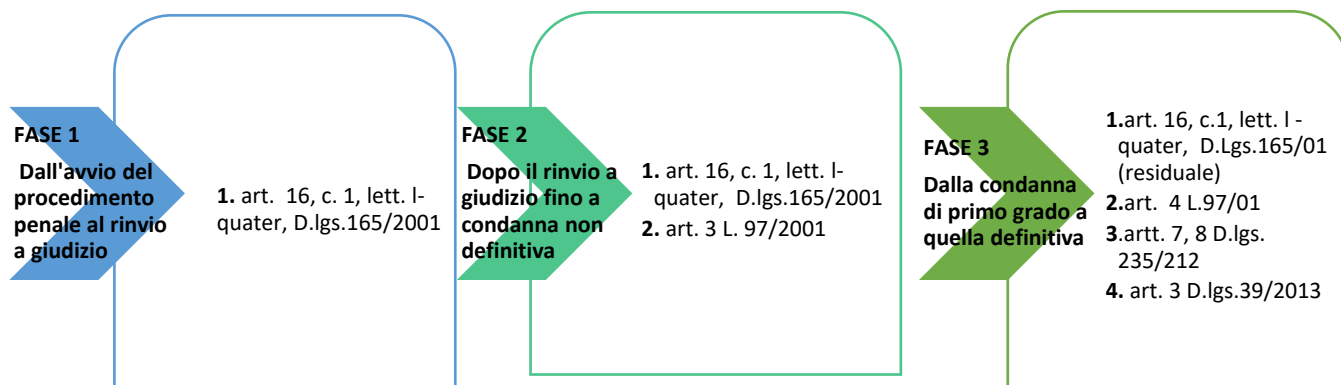 FASE 1
Dall'avvio del
procedimento
penale al rinvio
a giudizio
1. art. 16, c. 1, lett. l-
quater, D.lgs.165/2001
FASE 2
Dopo il rinvio a
giudizio fino a
condanna non
definitiva
1. art. 16, c. 1, lett. l-
quater, D.lgs.165/2001
2. art. 3 L. 97/2001
FASE 3
Dalla condanna
di primo grado a
quella definitiva
1.art. 16, c.1, lett. l -
quater, D.Lgs.165/01
(residuale)
2.art. 4 L.97/01
3.artt. 7, 8 D.lgs.
235/212
4. art. 3 D.lgs.39/2013